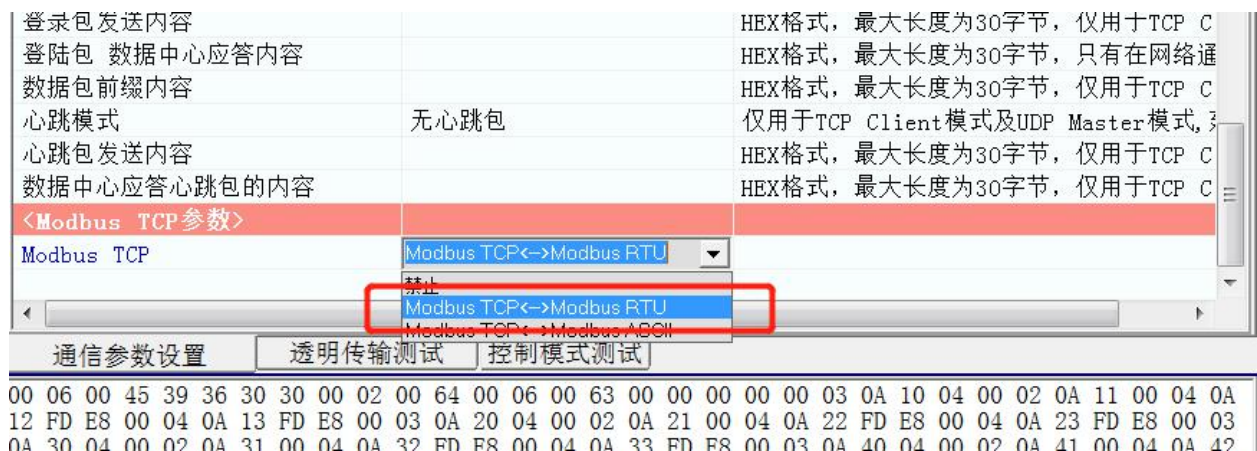 登录包发送内容 HEX格式，最大长度为30字节，仅用于TCP C
登陆包 数据中心应答内容 HEX格式，最大长度为30字节，只有在网络通
数据包前缀内容 HEX格式，最大长度为30字节，仅用于TCP C
心跳模式 无心跳包 仅用于TCP Client模式及UDP Master模式,
心跳包发送内容 HEX格式，最大长度为30字节，仅用于TCP C
数据中心应答心跳包的内容 HEX格式，最大长度为30字节，仅用于TCP C
<Modbus TCP参数>
Modbus TCP Modbus TCP<-->Modbus RTU
禁止
Modbus TCP<-->Modbus RTU
Modbus TCP<-->Modbus ASCII
通信参数设置 透明传输测试 控制模式测试
00 06 00 45 39 36 30 30 00 02 00 64 00 06 00 63 00 00 00 00 00 03 0A 10 04 00 02 0A 11 00 04 0A
12 FD E8 00 04 0A 13 FD E8 00 03 0A 20 04 00 02 0A 21 00 04 0A 22 FD E8 00 04 0A 23 FD E8 00 03
0A 30 04 00 02 0A 31 00 04 0A 32 FD E8 00 04 0A 33 FD E8 00 03 0A 40 04 00 02 0A 41 00 04 0A 42